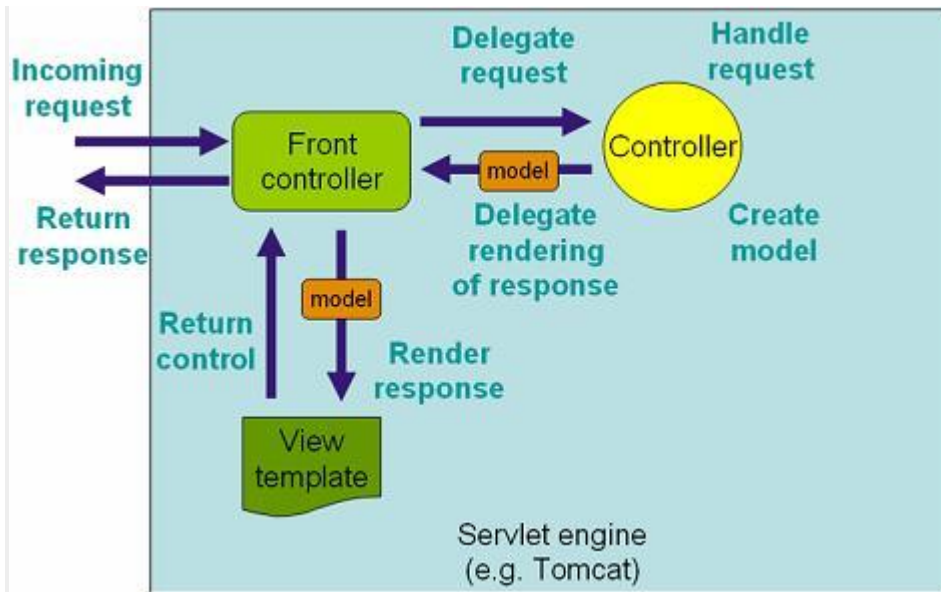 Incoming
request
Return
response
Delegate
request
Handle
request
Front
controller
Controller
model
Delegate
rendering
of response
Create
model
model
Return
control
Render
response
View
template
Servlet engine
(e.g. Tomcat)